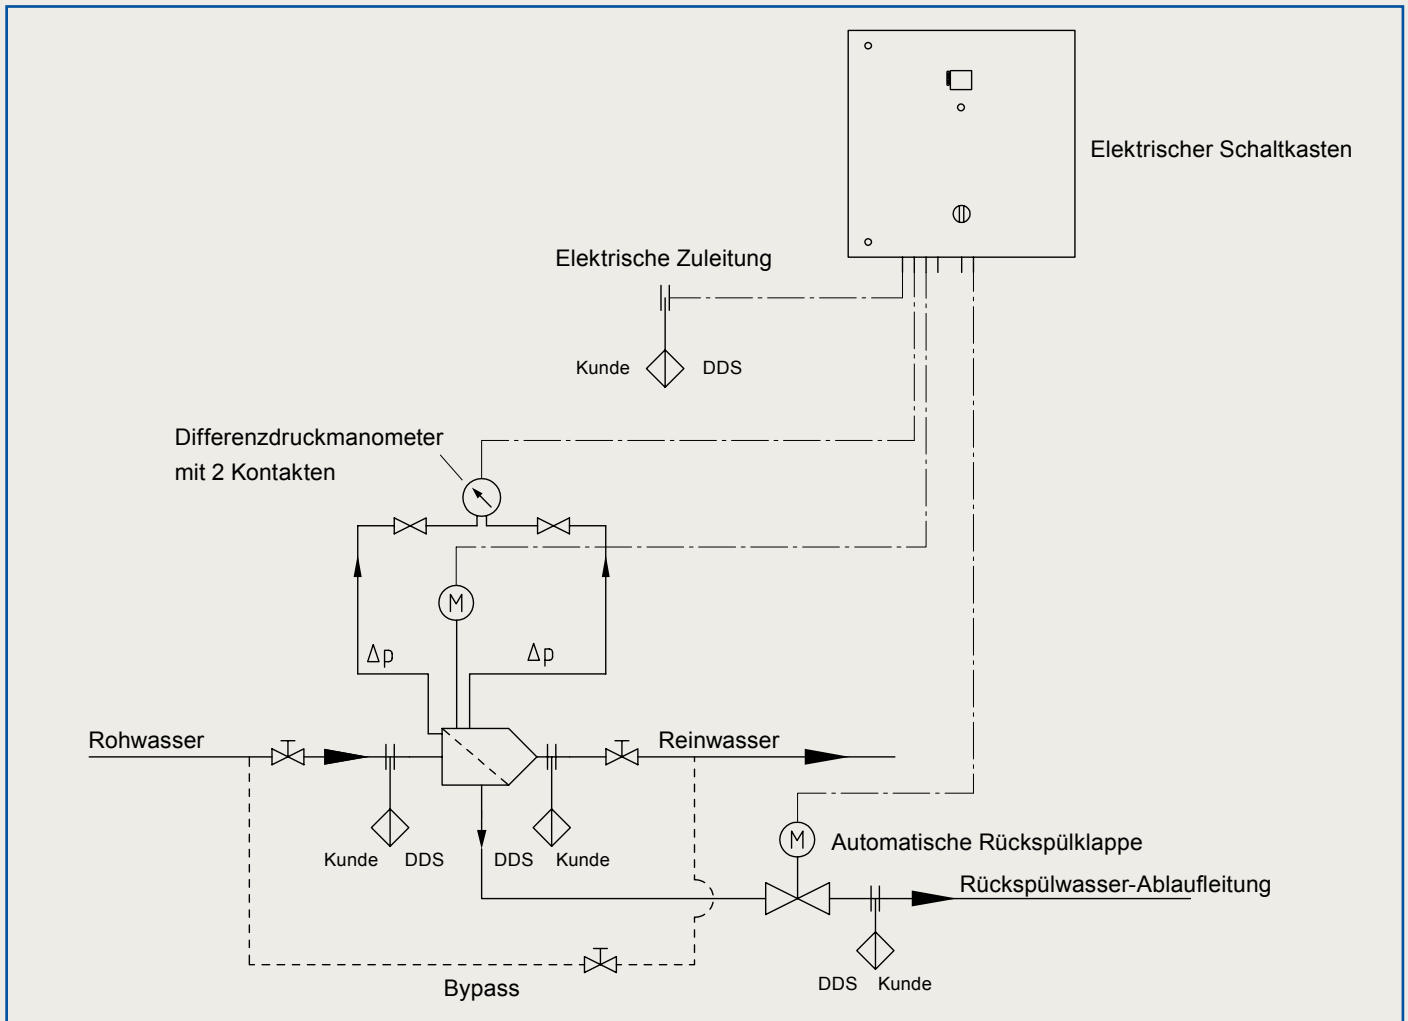 Elektrischer Schaltkasten
Elektrische Zuleitung
Kunde DDS
Differenzdruckmanometer
mit 2 Kontakten
M
Δp Δp
Rohwasser Reinwasser
M Automatische Rückspülklappe
Kunde DDS DDS Kunde
Rückspülwasser-Ablaufleitung
Bypass
DDS Kunde